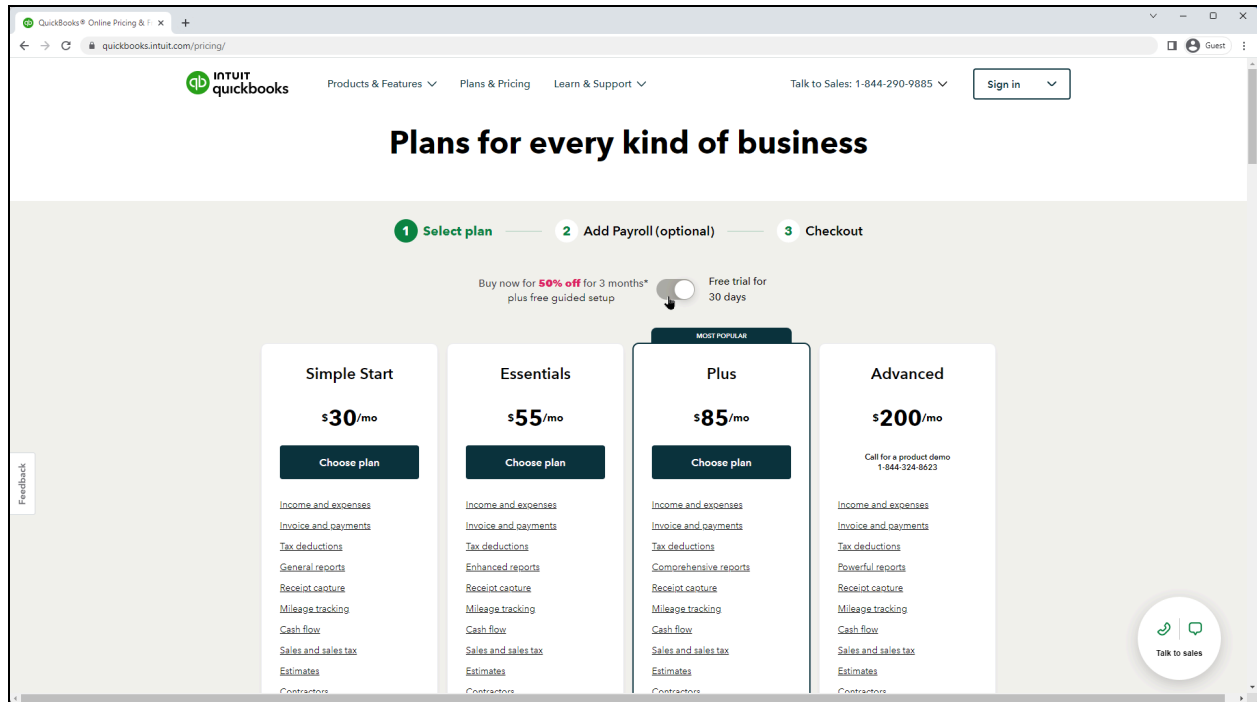 QuickBooks® Online Pricing & F
quickbooks.intuit.com/pricing/
Guest
INTUIT
quickbooks
Products & Features
Plans & Pricing
Learn & Support
Talk to Sales: 1-844-290-9885
Sign in
Plans for every kind of business
1 Select plan
2 Add Payroll (optional)
3 Checkout
Buy now for 50% off for 3 months*
plus free guided setup
Free trial for
30 days
MOST POPULAR
Simple Start
$30/mo
Choose plan
Income and expenses
Invoice and payments
Tax deductions
General reports
Receipt capture
Mileage tracking
Cash flow
Sales and sales tax
Estimates
Contractors
Essentials
$55/mo
Choose plan
Income and expenses
Invoice and payments
Tax deductions
Enhanced reports
Receipt capture
Mileage tracking
Cash flow
Sales and sales tax
Estimates
Contractors
Plus
$85/mo
Choose plan
Income and expenses
Invoice and payments
Tax deductions
Comprehensive reports
Receipt capture
Mileage tracking
Cash flow
Sales and sales tax
Estimates
Contractors
Advanced
$200/mo
Call for a product demo
1-844-324-8623
Income and expenses
Invoice and payments
Tax deductions
Powerful reports
Receipt capture
Mileage tracking
Cash flow
Sales and sales tax
Estimates
Contractors
Feedback
Talk to sales